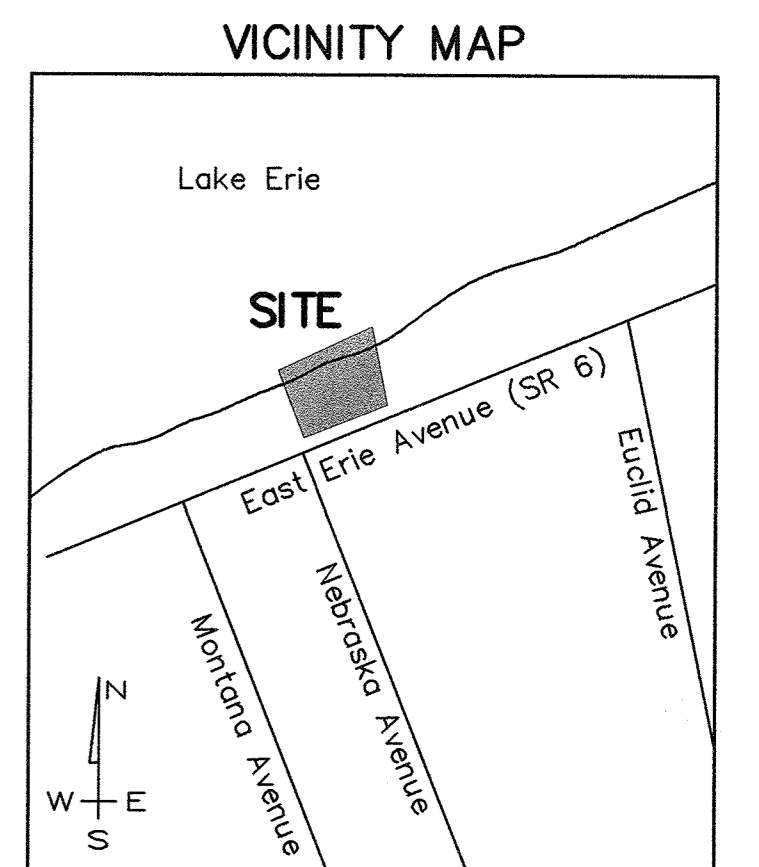 VICINITY MAP
Lake Erie
SITE
East Erie Avenue (SR 6)
Euclid Avenue
Nebraska Avenue
Montana Avenue
N
W E
S